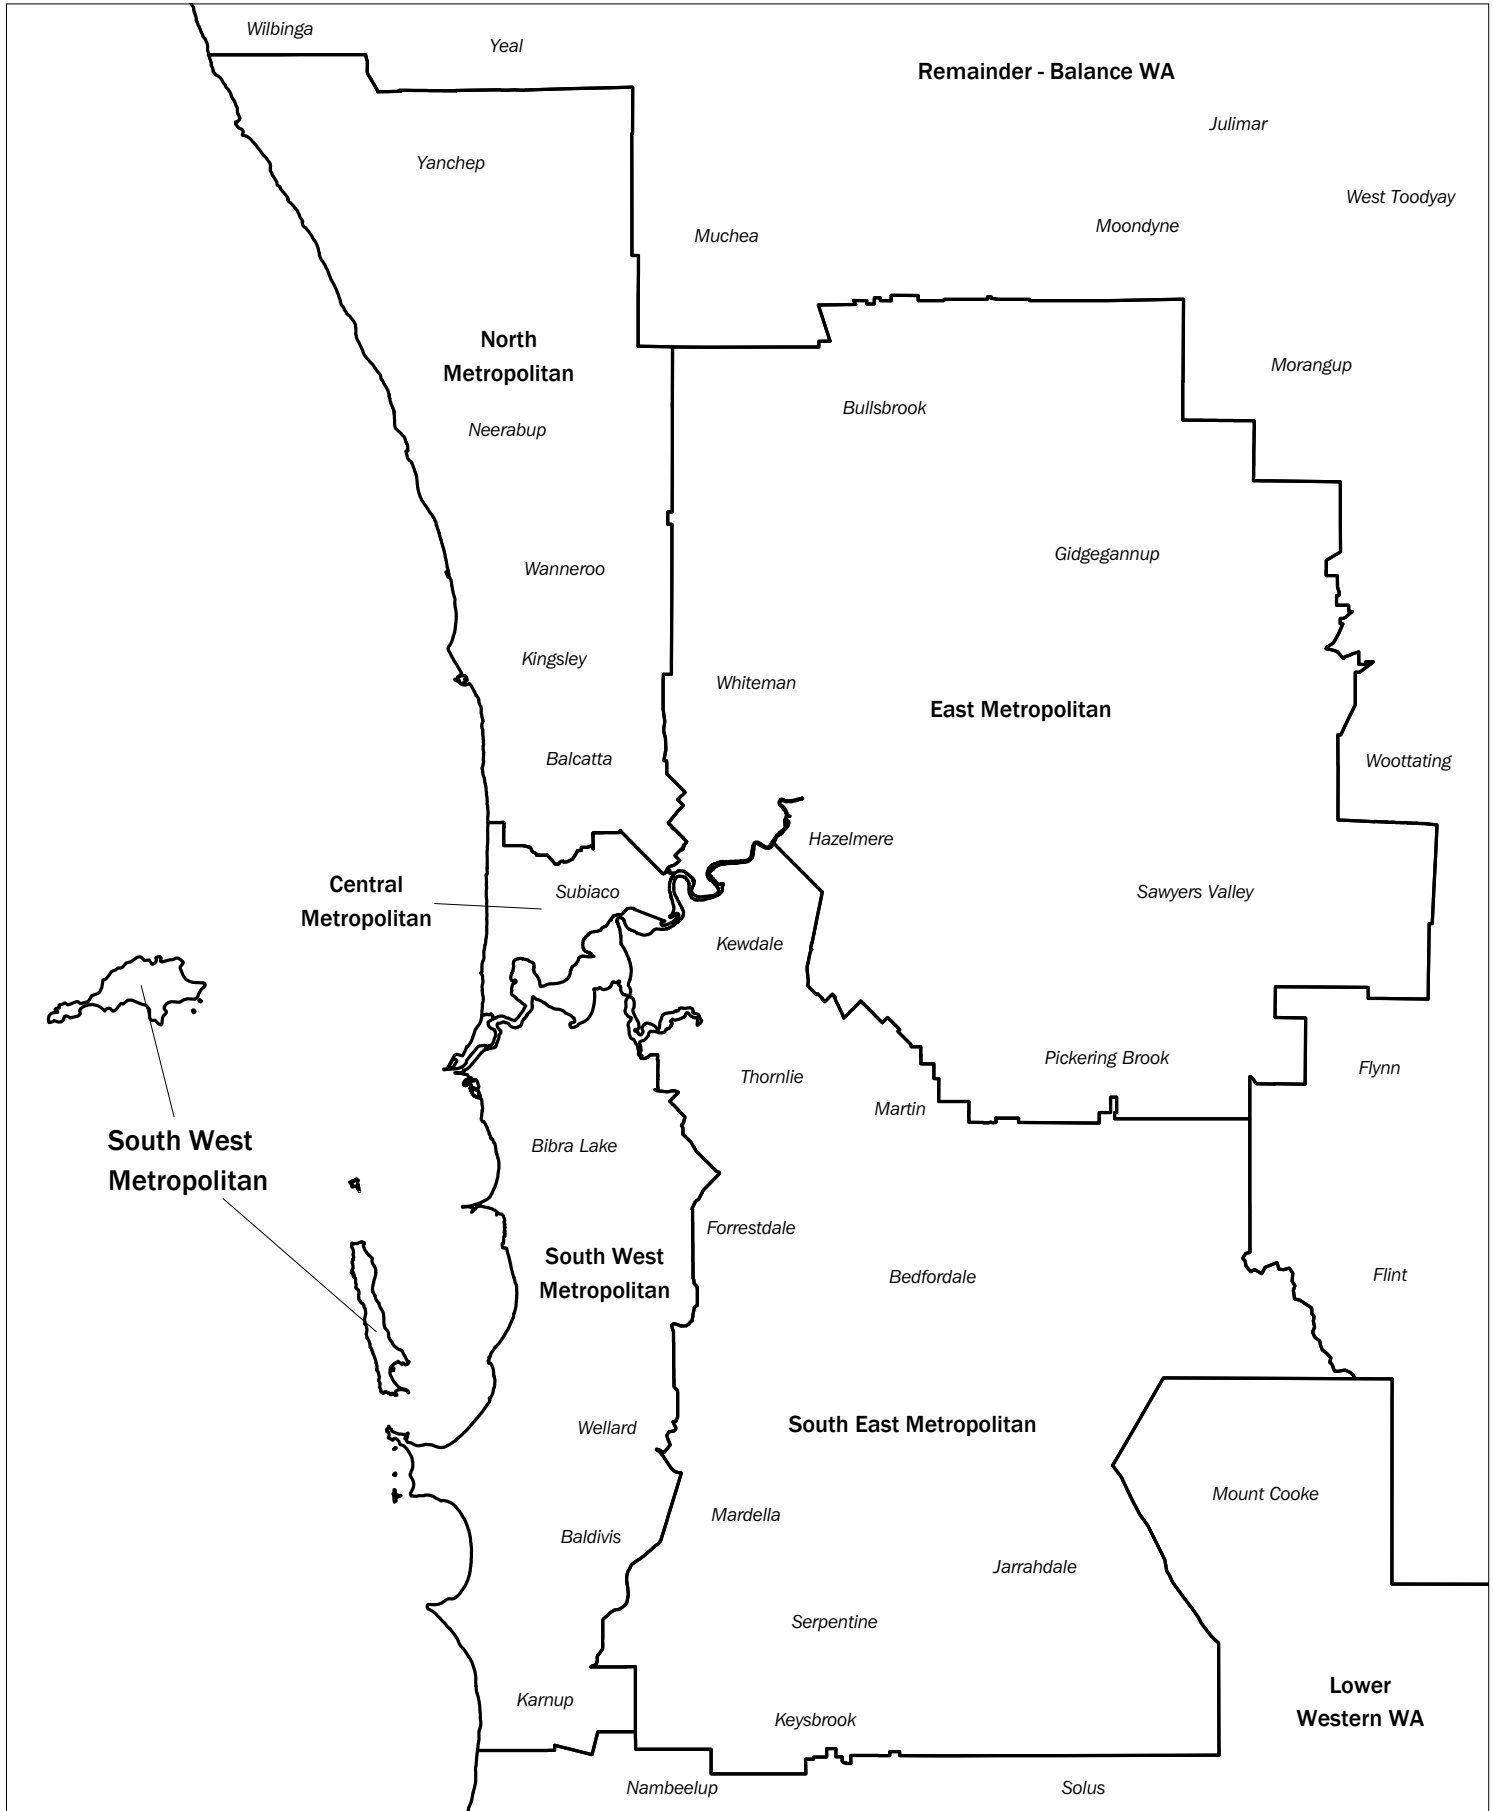 Wilbinga
Yeal
Remainder - Balance WA
Julimar
Yanchep
West Toodyay
Moondyne
Muchea
North
Metropolitan
Morangup
Bullsbrook
Neerabup
Gidgegannup
Wanneroo
Kingsley
Whiteman
East Metropolitan
Balcatta
Woottating
Hazelmere
Central
Metropolitan
Subiaco
Sawyers Valley
Kewdale
Pickering Brook
Flynn
Thornlie
Martin
South West
Metropolitan
Bibra Lake
Forrestdale
South West
Metropolitan
Bedfordale
Flint
Wellard
South East Metropolitan
Mount Cooke
Mardella
Baldivis
Jarrahdale
Serpentine
Lower
Western WA
Karnup
Keysbrook
Nambeelup
Solus